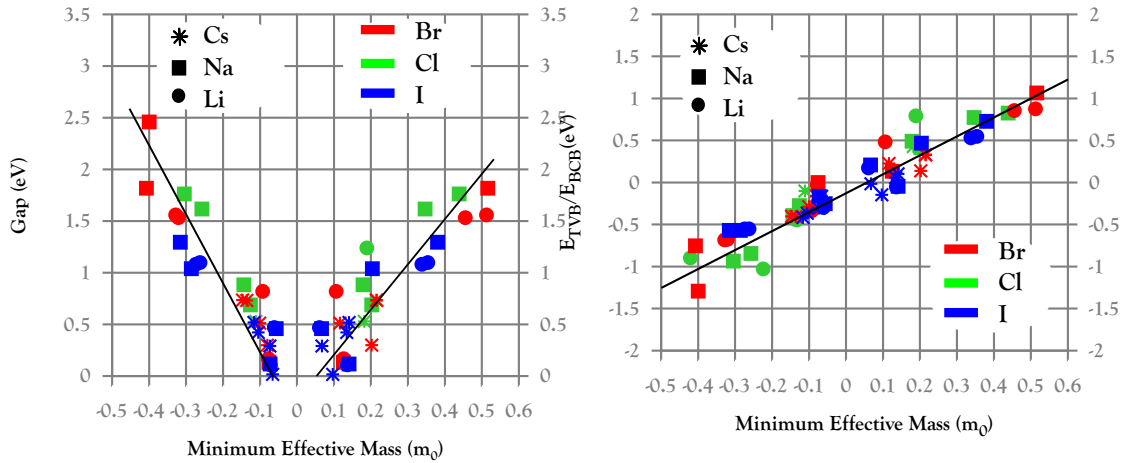 3.5
3
2.5
2
1.5
1
0.5
0
Gap (eV)
Cs
Na
Li
Br
Cl
I
3.5
3
2.5
2
1.5
1
0.5
0
-0.5 -0.4 -0.3 -0.2 -0.1 0 0.1 0.2 0.3 0.4 0.5 0.6
Minimum Effective Mass (m0)
E_TVB/E_BCB(eV)
2
1.5
1
0.5
0
-0.5
-1
-1.5
-2
Cs
Na
Li
Br
Cl
I
2
1.5
1
0.5
0
-0.5
-1
-1.5
-2
-0.5 -0.4 -0.3 -0.2 -0.1 0 0.1 0.2 0.3 0.4 0.5 0.6
Minimum Effective Mass (m0)